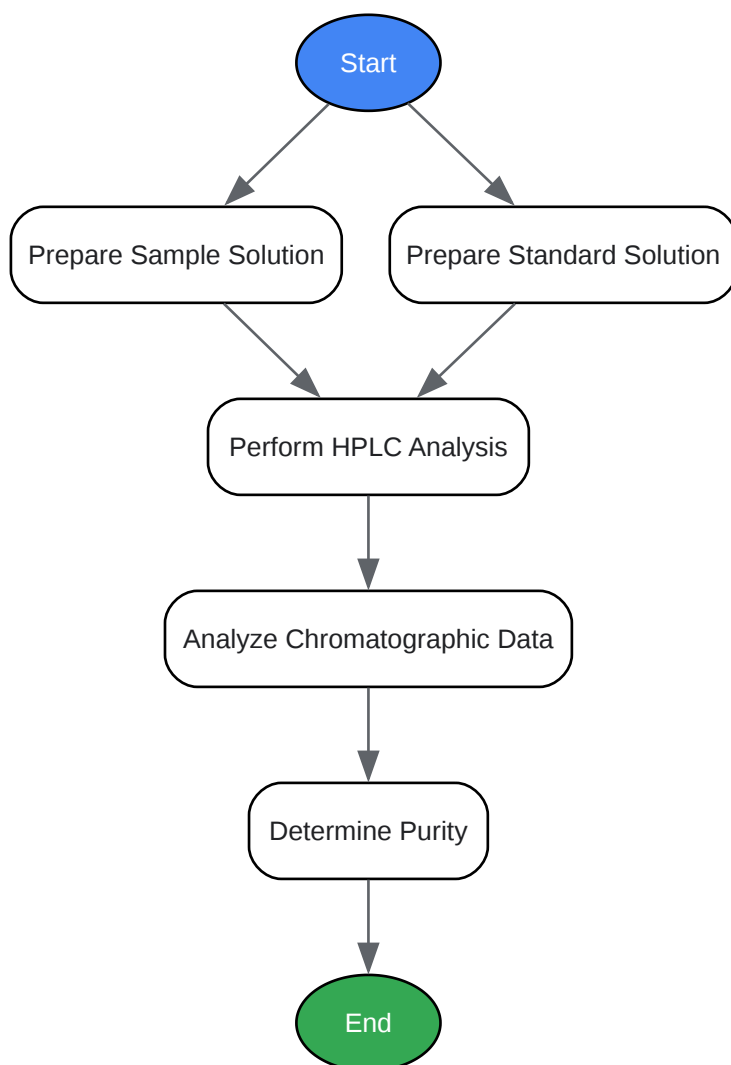 Start
Prepare Sample Solution
Prepare Standard Solution
Perform HPLC Analysis
Analyze Chromatographic Data
Determine Purity
End